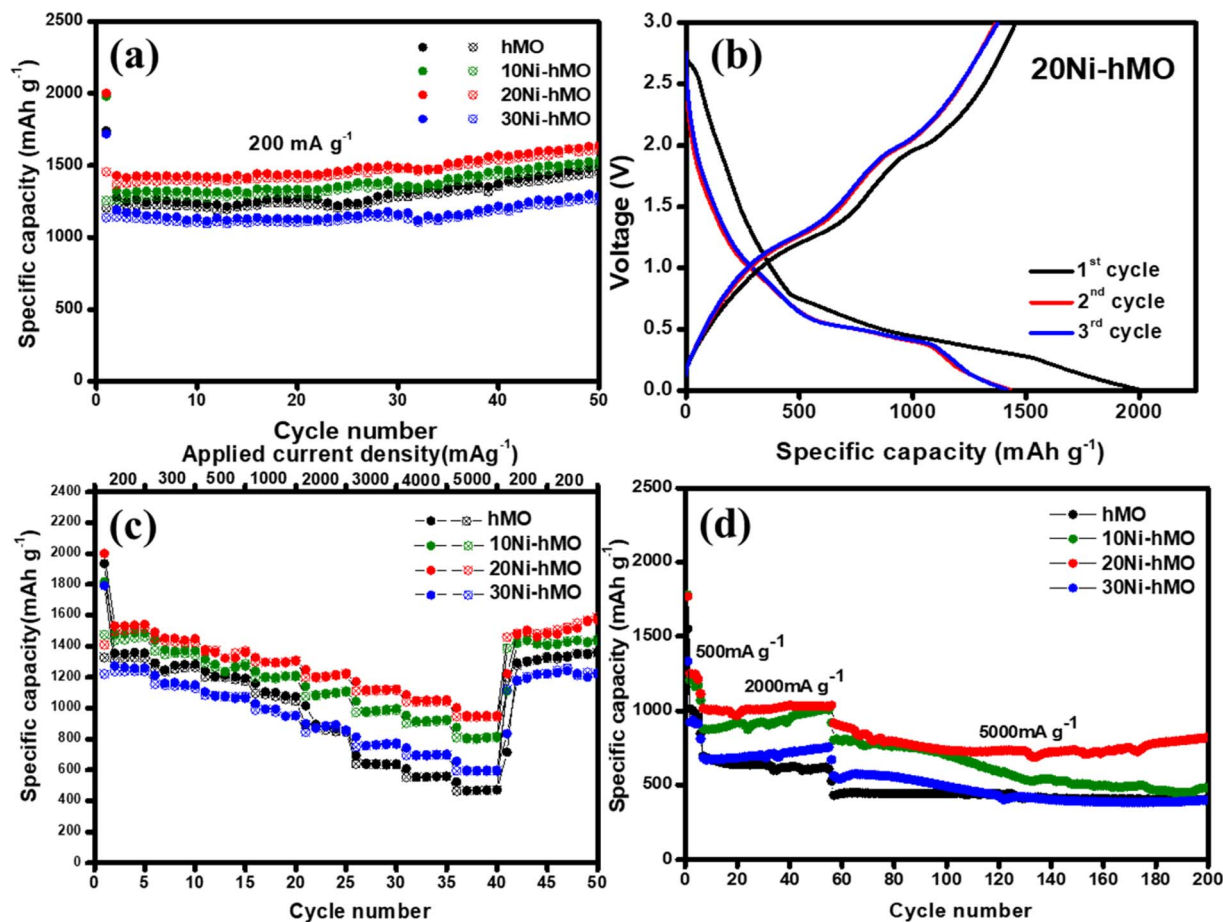 (a)
hMO
10Ni-hMO
20Ni-hMO
30Ni-hMO
200 mA g⁻¹
Specific capacity (mAh g⁻¹)
2500
2000
1500
1000
500
0
0 10 20 30 40 50
Cycle number
(b)
20Ni-hMO
1st cycle
2nd cycle
3rd cycle
Voltage (V)
3.0
2.5
2.0
1.5
1.0
0.5
0.0
0 500 1000 1500 2000
Specific capacity (mAh g⁻¹)
Applied current density(mAg⁻¹)
200 300 500 1000 2000 3000 4000 5000 200 200
(c)
hMO
10Ni-hMO
20Ni-hMO
30Ni-hMO
Specific capacity(mAh g⁻¹)
2400
2200
2000
1800
1600
1400
1200
1000
800
600
400
200
0
0 5 10 15 20 25 30 35 40 45 50
Cycle number
(d)
hMO
10Ni-hMO
20Ni-hMO
30Ni-hMO
500mA g⁻¹
2000mA g⁻¹
5000mA g⁻¹
Specific capacity (mAh g⁻¹)
2500
2000
1500
1000
500
0
0 20 40 60 80 100 120 140 160 180 200
Cycle number